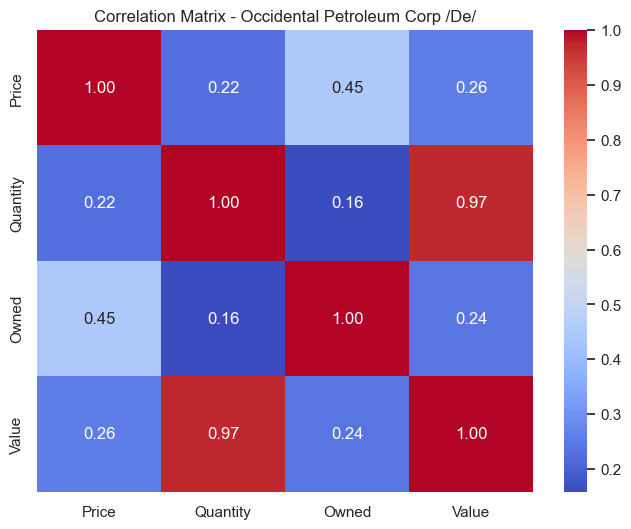 Correlation Matrix - Occidental Petroleum Corp /De/
Price
1.00
0.22
0.45
0.26
Quantity
0.22
1.00
0.16
0.97
Owned
0.45
0.16
1.00
0.24
Value
0.26
0.97
0.24
1.00
Price
Quantity
Owned
Value
1.0
0.9
0.8
0.7
0.6
0.5
0.4
0.3
0.2